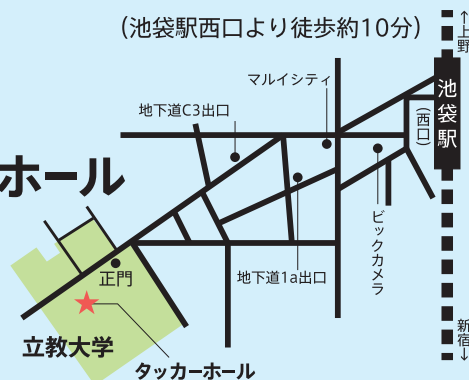 （池袋駅西口より徒歩約10分）
↑上野
マルイシティ
池袋駅
（西口）
地下道C3出口
ホール
ビックカメラ
正門
地下道1a出口
新宿↓
立教大学
タッカーホール